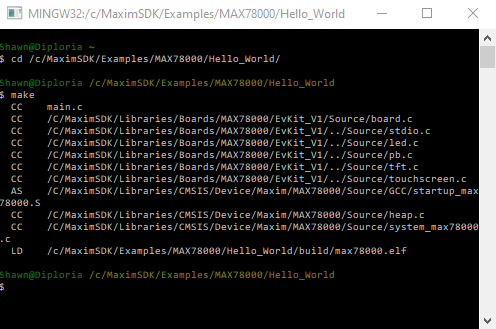 MINGW32:/c/MaximSDK/Examples/MAX78000/Hello_World
Shawn@Diploria ~
$ cd /c/MaximSDK/Examples/MAX78000/Hello_World/
Shawn@Diploria /c/MaximSDK/Examples/MAX78000/Hello_World
$ make
CC main.c
CC /C/MaximSDK/Libraries/Boards/MAX78000/EvKit_V1/Source/board.c
CC /C/MaximSDK/Libraries/Boards/MAX78000/EvKit_V1/../Source/stdio.c
CC /C/MaximSDK/Libraries/Boards/MAX78000/EvKit_V1/../Source/led.c
CC /C/MaximSDK/Libraries/Boards/MAX78000/EvKit_V1/../Source/pb.c
CC /C/MaximSDK/Libraries/Boards/MAX78000/EvKit_V1/../Source/tft.c
CC /C/MaximSDK/Libraries/Boards/MAX78000/EvKit_V1/../Source/touchscreen.c
AS /C/MaximSDK/Libraries/CMSIS/Device/Maxim/MAX78000/Source/GCC/startup_max
78000.S
CC /C/MaximSDK/Libraries/CMSIS/Device/Maxim/MAX78000/Source/heap.c
CC /C/MaximSDK/Libraries/CMSIS/Device/Maxim/MAX78000/Source/system_max78000
.c
LD /c/MaximSDK/Examples/MAX78000/Hello_World/build/max78000.elf
Shawn@Diploria /c/MaximSDK/Examples/MAX78000/Hello_World
$